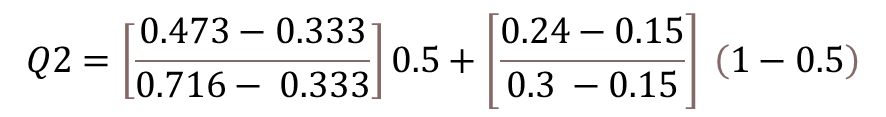 Q2 = [(0.473 − 0.333)/(0.716 − 0.333)] 0.5 + [(0.24 − 0.15)/(0.3 − 0.15)] (1 − 0.5)